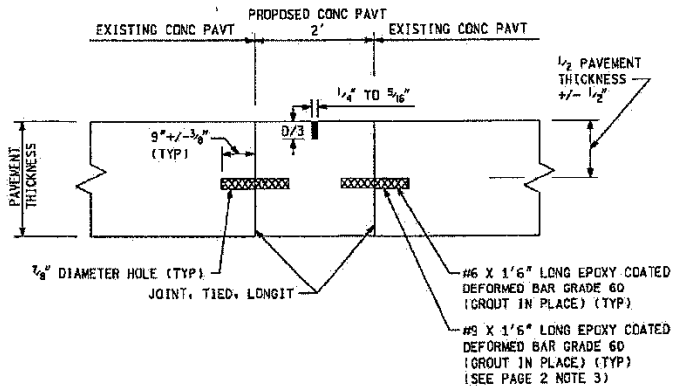 PROPOSED CONC PAVT
EXISTING CONC PAVT
2'
EXISTING CONC PAVT
1/2 PAVEMENT
THICKNESS
+/- 1/2"
1/4" TO 5/16"
D/3
9"+/-3/8"
(TYP)
PAVEMENT
THICKNESS
7/8" DIAMETER HOLE (TYP)
JOINT, TIED, LONGIT
#6 X 1'6" LONG EPOXY COATED
DEFORMED BAR GRADE 60
(GROUT IN PLACE) (TYP)
#9 X 1'6" LONG EPOXY COATED
DEFORMED BAR GRADE 60
(GROUT IN PLACE) (TYP)
(SEE PAGE 2 NOTE 3)